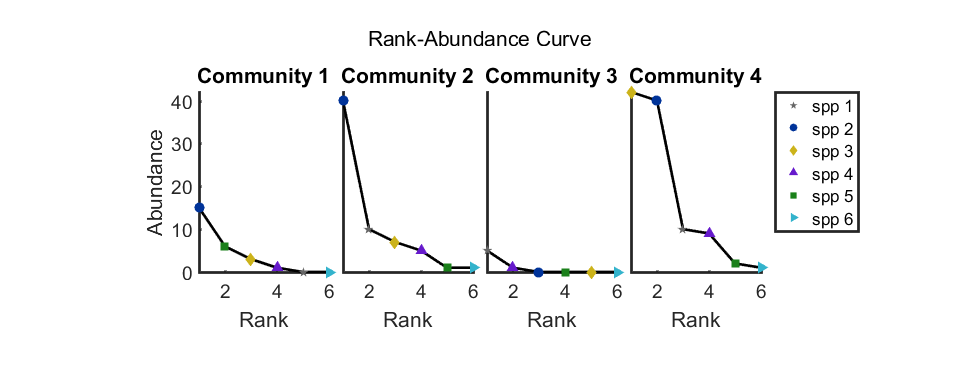 Rank-Abundance Curve
Community 1 Community 2 Community 3 Community 4
Abundance
40
30
20
10
0
2 4 6 2 4 6 2 4 6 2 4 6
Rank Rank Rank Rank
spp 1
spp 2
spp 3
spp 4
spp 5
spp 6